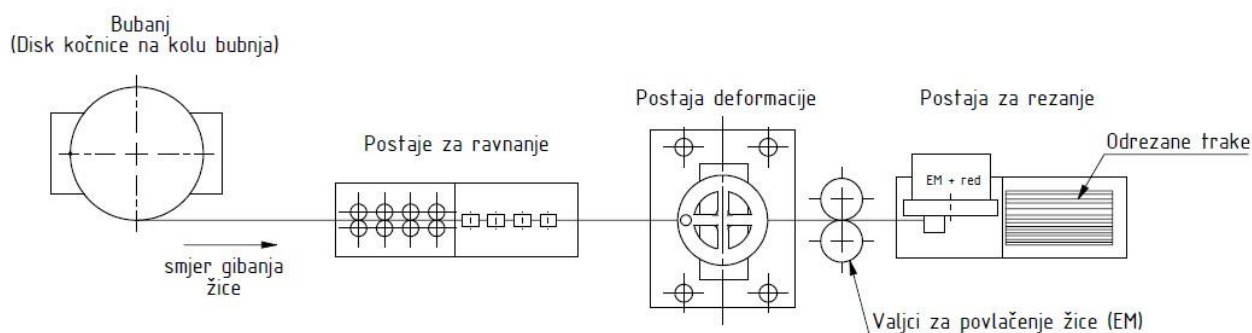 Bubanj
(Disk kočnice na kolu bubnja)
Postaje za ravnanje
Postaja deformacije
Postaja za rezanje
Odrezane trake
EM + red
smjer gibanja
žice
Valjci za povlačenje žice (EM)